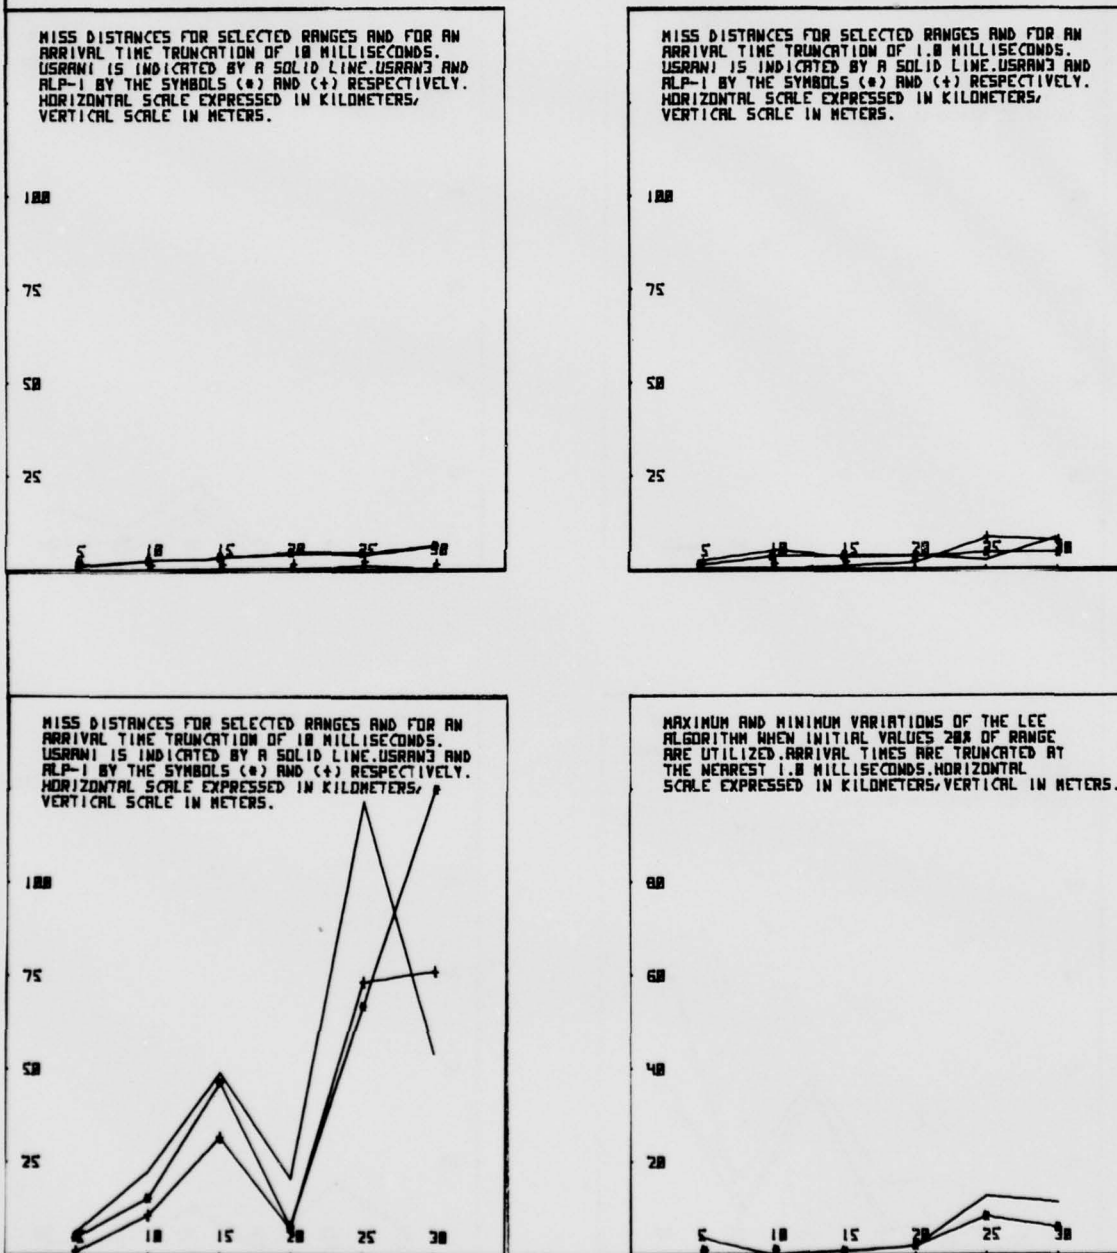 MISS DISTANCES FOR SELECTED RANGES AND FOR AN
ARRIVAL TIME TRUNCATION OF 10 MILLISECONDS.
USRAN1 IS INDICATED BY A SOLID LINE.USRAN3 AND
ALP-1 BY THE SYMBOLS (*) AND (+) RESPECTIVELY.
HORIZONTAL SCALE EXPRESSED IN KILOMETERS,
VERTICAL SCALE IN METERS.
100
75
50
25
5 10 15 20 25 30
MISS DISTANCES FOR SELECTED RANGES AND FOR AN
ARRIVAL TIME TRUNCATION OF 1.0 MILLISECONDS.
USRAN1 IS INDICATED BY A SOLID LINE.USRAN3 AND
ALP-1 BY THE SYMBOLS (*) AND (+) RESPECTIVELY.
HORIZONTAL SCALE EXPRESSED IN KILOMETERS,
VERTICAL SCALE IN METERS.
100
75
50
25
5 10 15 20 25 30
MISS DISTANCES FOR SELECTED RANGES AND FOR AN
ARRIVAL TIME TRUNCATION OF 10 MILLISECONDS.
USRAN1 IS INDICATED BY A SOLID LINE.USRAN3 AND
ALP-1 BY THE SYMBOLS (*) AND (+) RESPECTIVELY.
HORIZONTAL SCALE EXPRESSED IN KILOMETERS,
VERTICAL SCALE IN METERS.
100
75
50
25
10 15 20 25 30
MAXIMUM AND MINIMUM VARIATIONS OF THE LEE
ALGORITHM WHEN INITIAL VALUES 20% OF RANGE
ARE UTILIZED.ARRIVAL TIMES ARE TRUNCATED AT
THE NEAREST 1.0 MILLISECONDS.HORIZONTAL
SCALE EXPRESSED IN KILOMETERS,VERTICAL IN METERS.
80
60
40
20
5 10 15 20 25 30